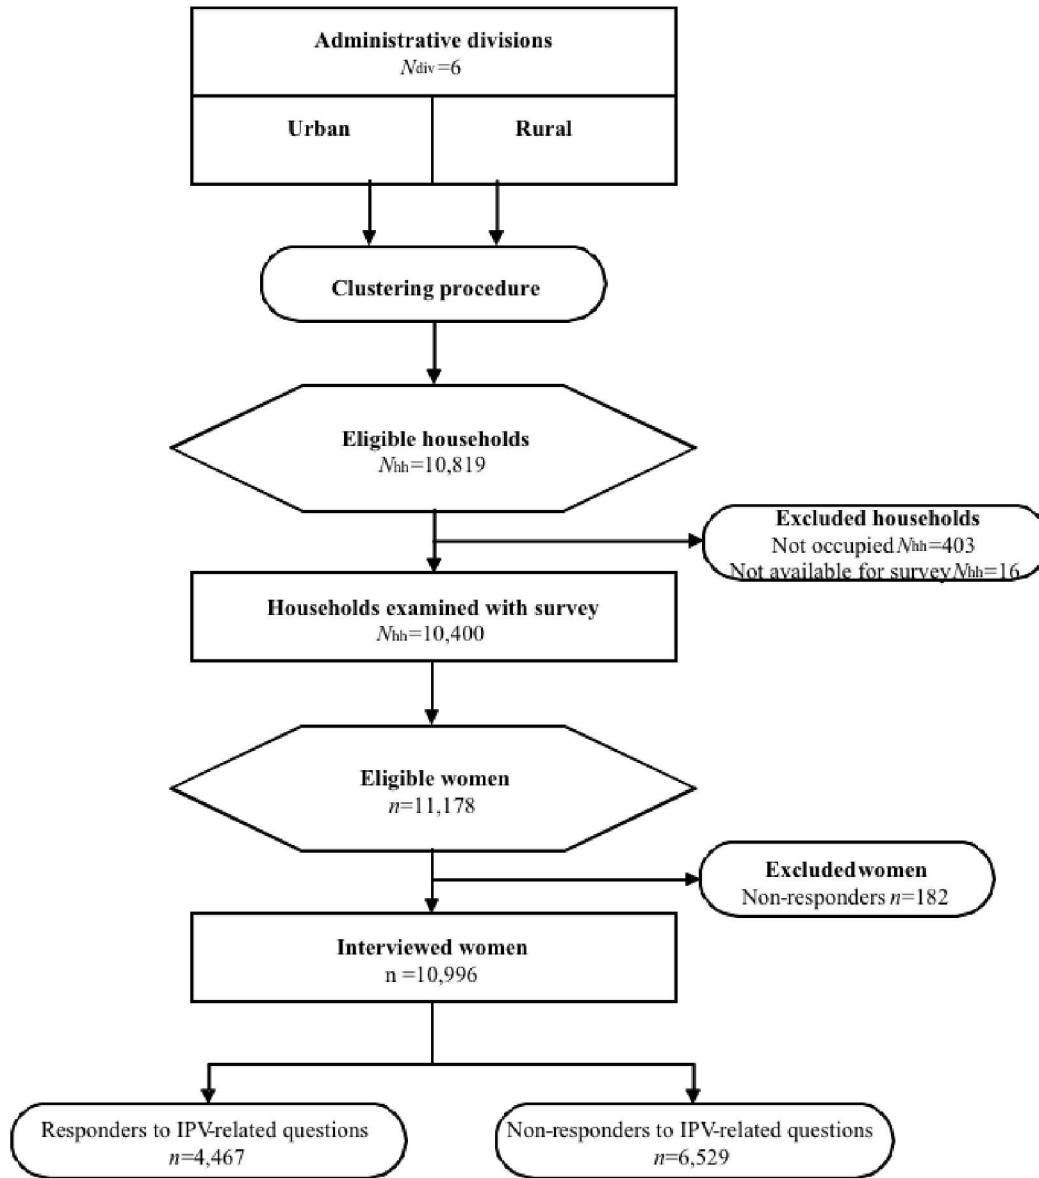 Administrative divisions
Ndiv=6
Urban
Rural
Clustering procedure
Eligible households
Nhh=10,819
Excluded households
Not occupied Nhh=403
Not available for survey Nhh=16
Households examined with survey
Nhh=10,400
Eligible women
n=11,178
Excluded women
Non-responders n=182
Interviewed women
n =10,996
Responders to IPV-related questions
n=4,467
Non-responders to IPV-related questions
n=6,529